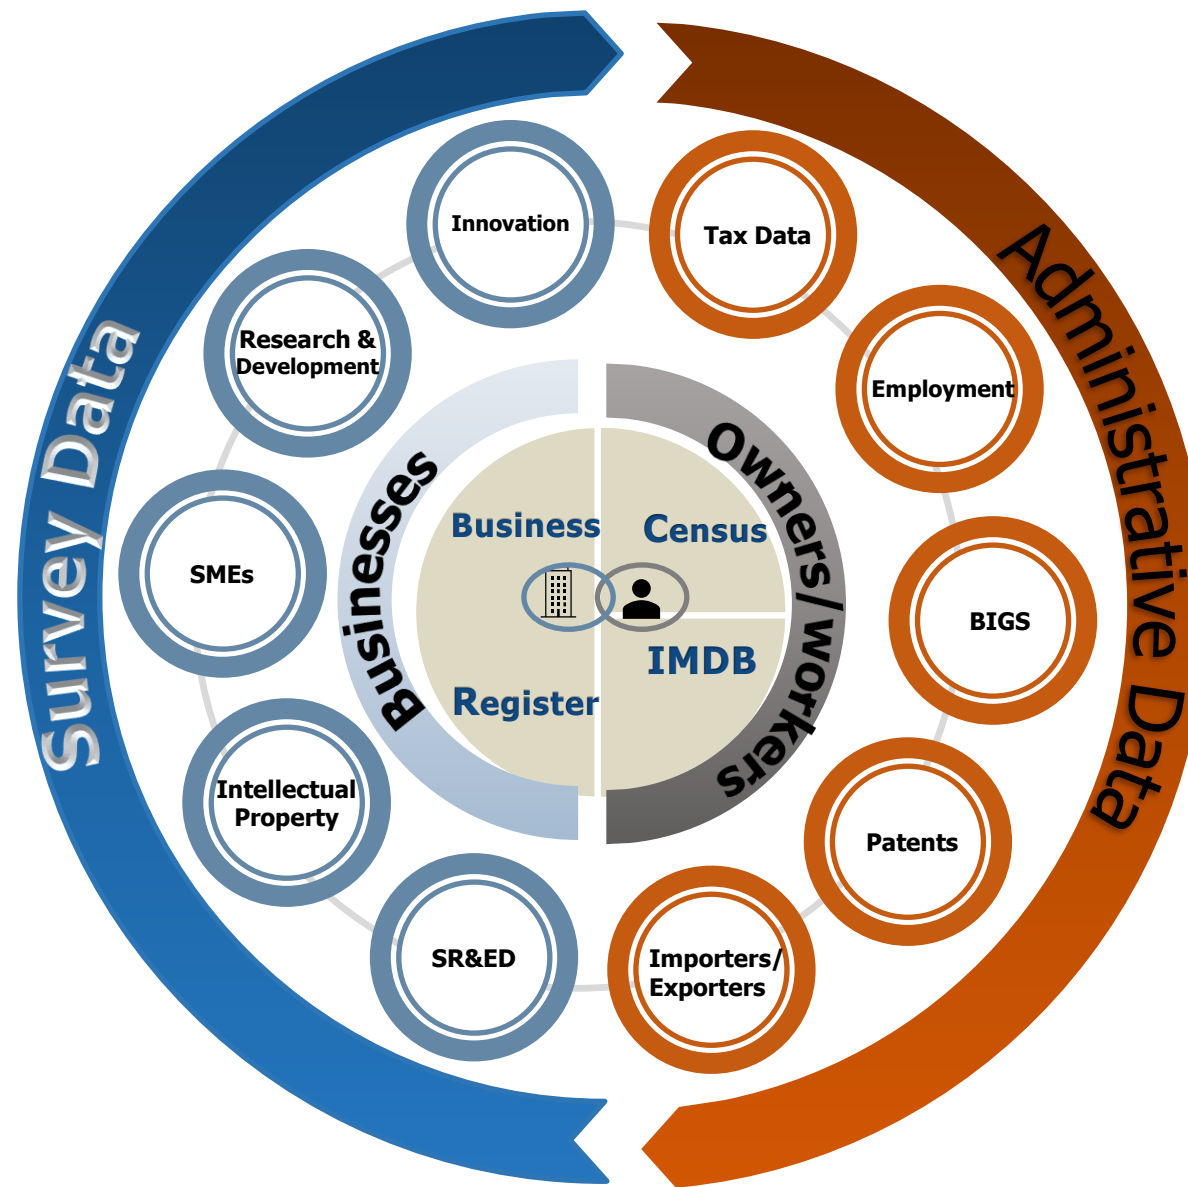 Survey Data
Administrative Data
Innovation
Tax Data
Research &
Development
Employment
SMEs
BIGS
Intellectual
Property
Patents
SR&ED
Importers/
Exporters
Businesses
Owners/workers
Business
Register
Census
IMDB